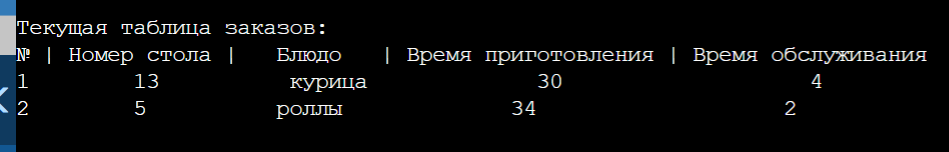 Текущая таблица заказов:
№ | Номер стола | Блюдо | Время приготовления | Время обслуживания
1 13 курица 30 4
2 5 роллы 34 2